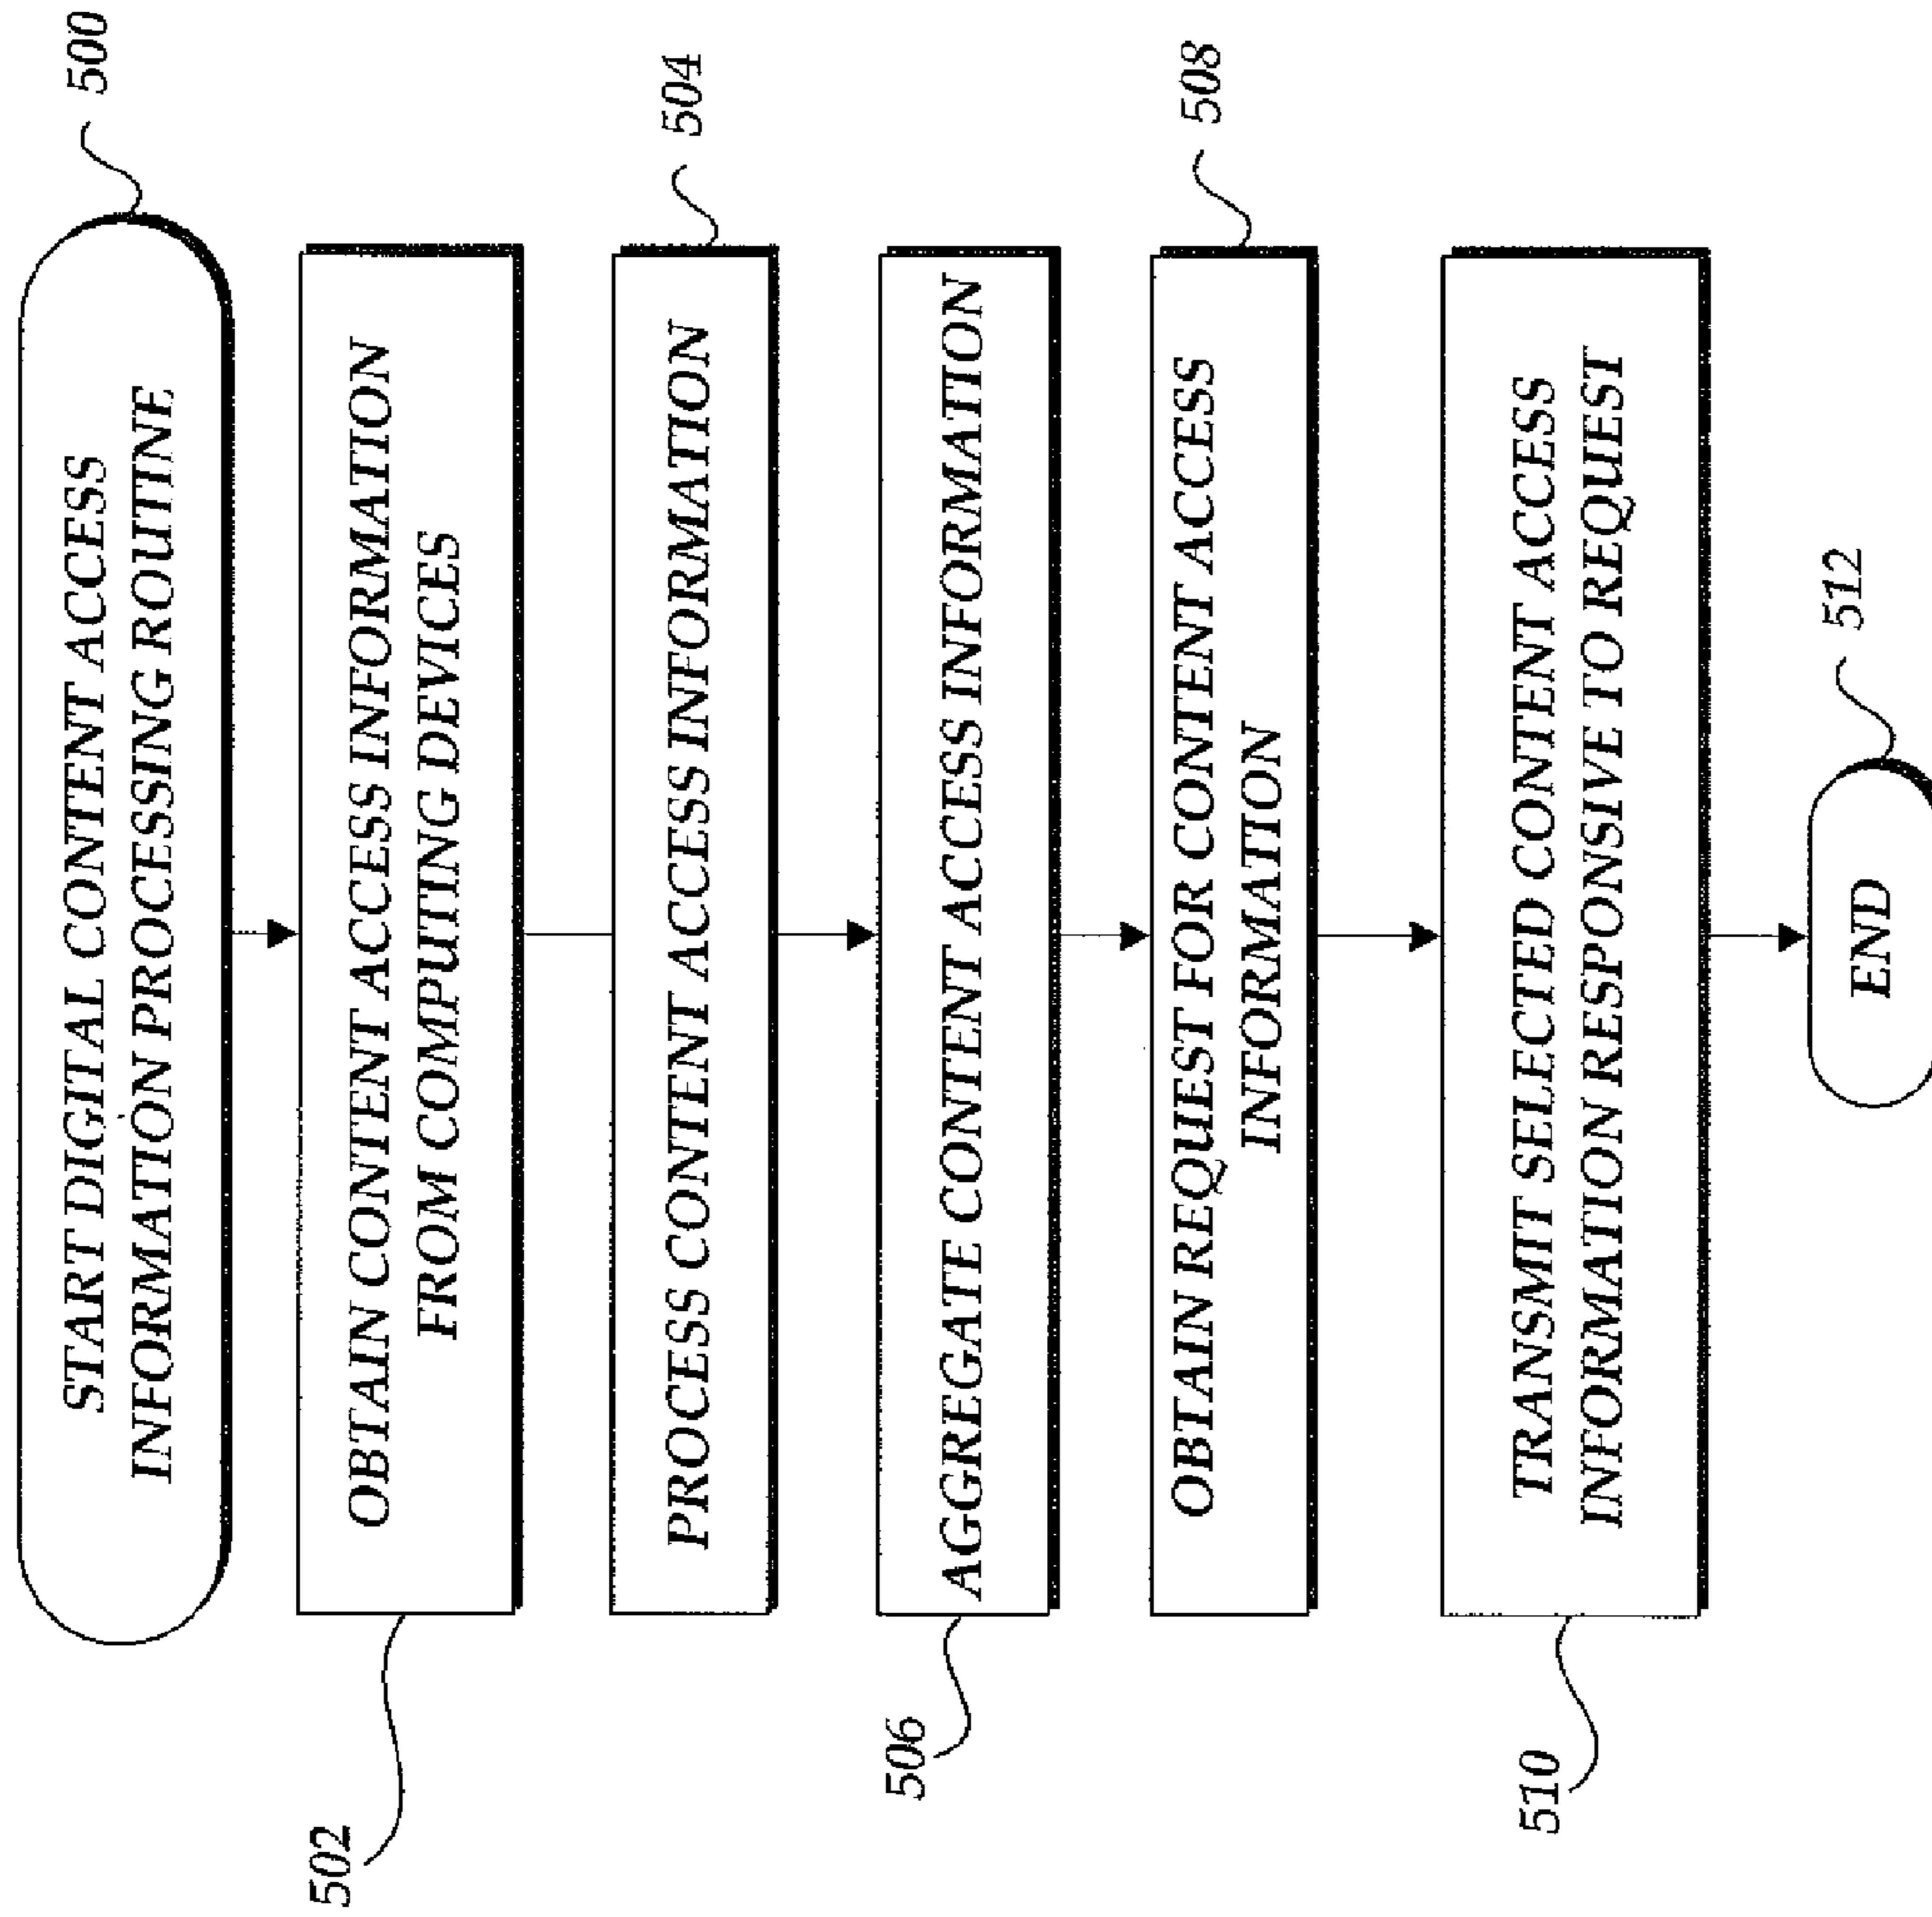 START DIGITAL CONTENT ACCESS
INFORMATION PROCESSING ROUTINE
500
OBTAIN CONTENT ACCESS INFORMATION
FROM COMPUTING DEVICES
502
PROCESS CONTENT ACCESS INFORMATION
504
AGGREGATE CONTENT ACCESS INFORMATION
506
OBTAIN REQUEST FOR CONTENT ACCESS
INFORMATION
508
TRANSMIT SELECTED CONTENT ACCESS
INFORMATION RESPONSIVE TO REQUEST
510
END
512